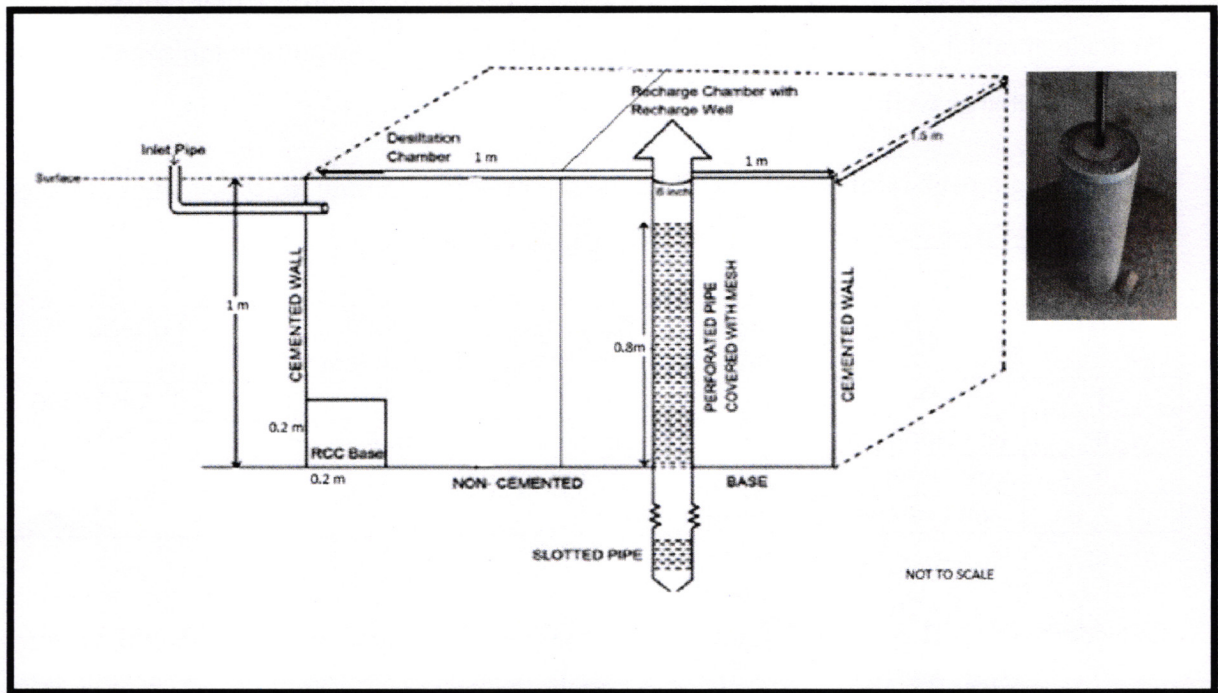 Recharge Chamber with
Recharge Well
Desiltation
Chamber
1 m
1 m
1.5 m
Inlet Pipe
Surface
6 inch
CEMENTED WALL
1 m
0.8m
PERFORATED PIPE
COVERED WITH MESH
CEMENTED WALL
0.2 m
RCC Base
0.2 m
NON- CEMENTED
BASE
SLOTTED PIPE
NOT TO SCALE